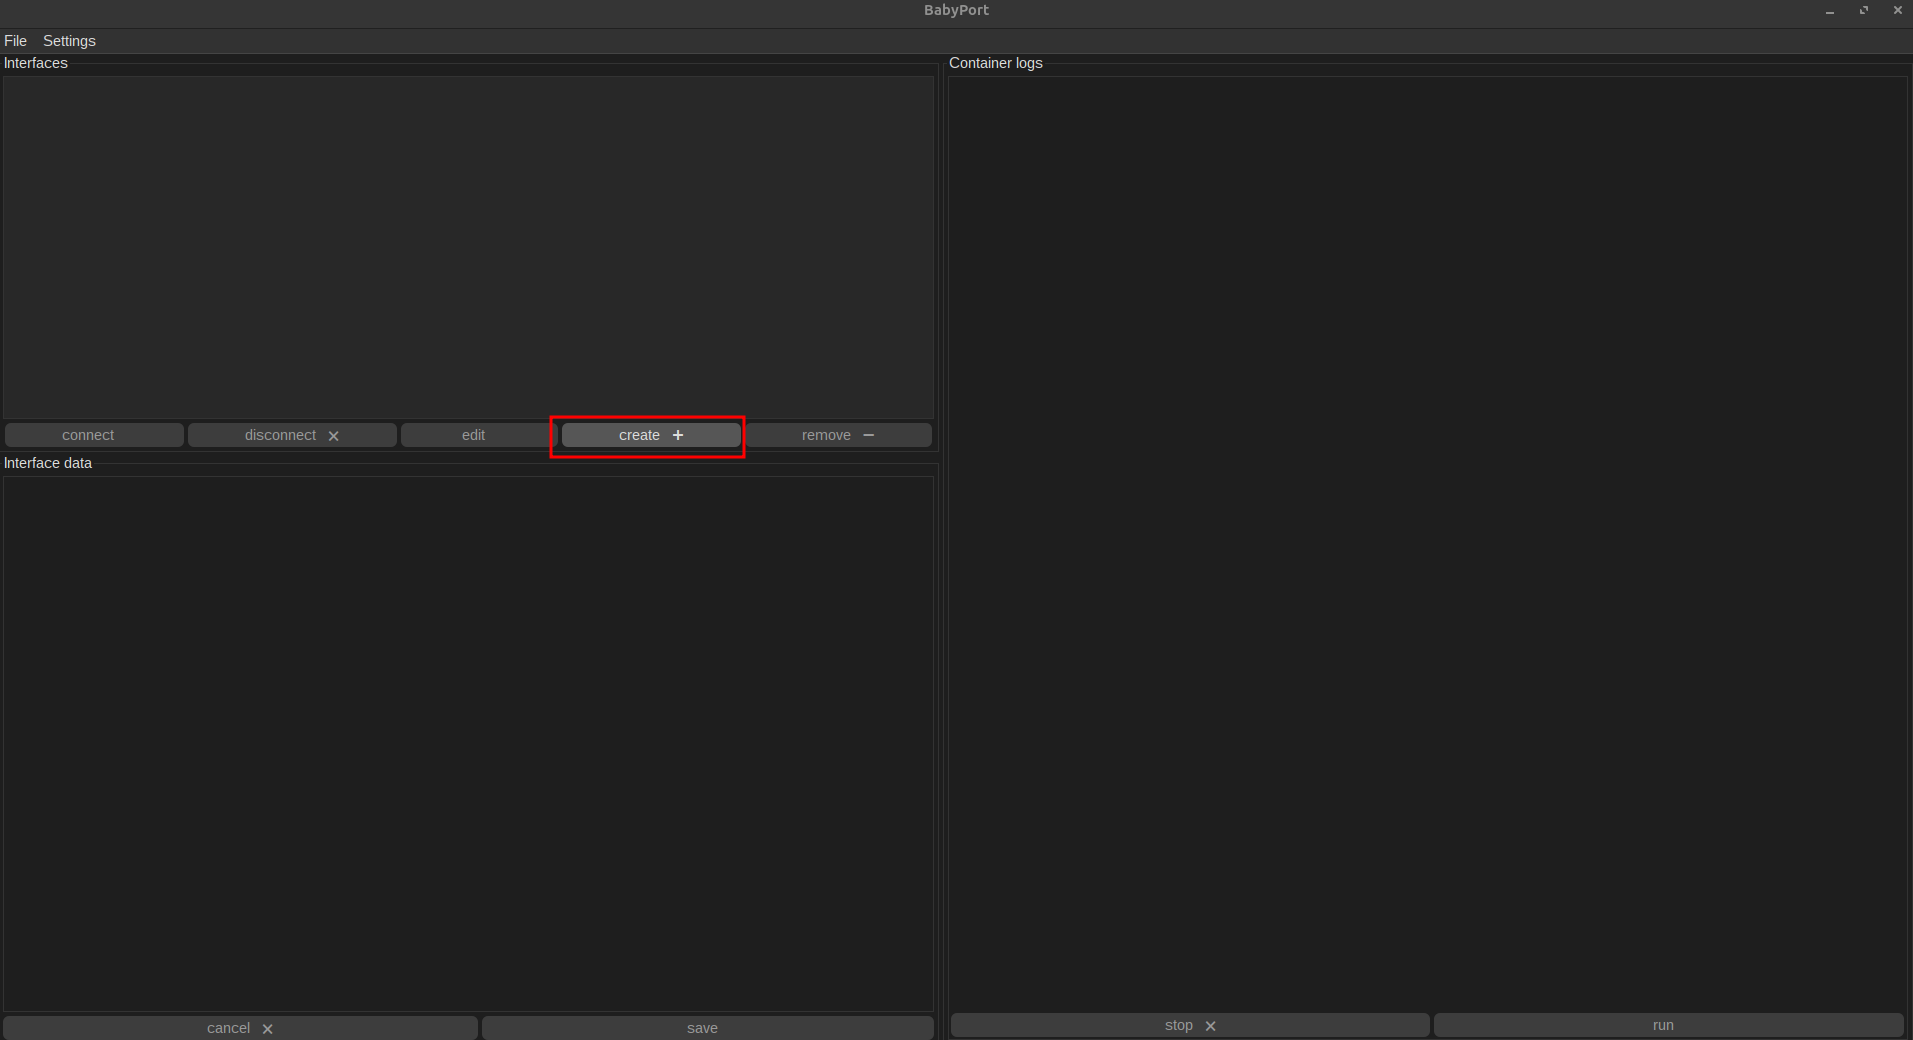 BabyPort
File Settings
Interfaces
connect disconnect edit create remove
Interface data
cancel save
Container logs
stop run